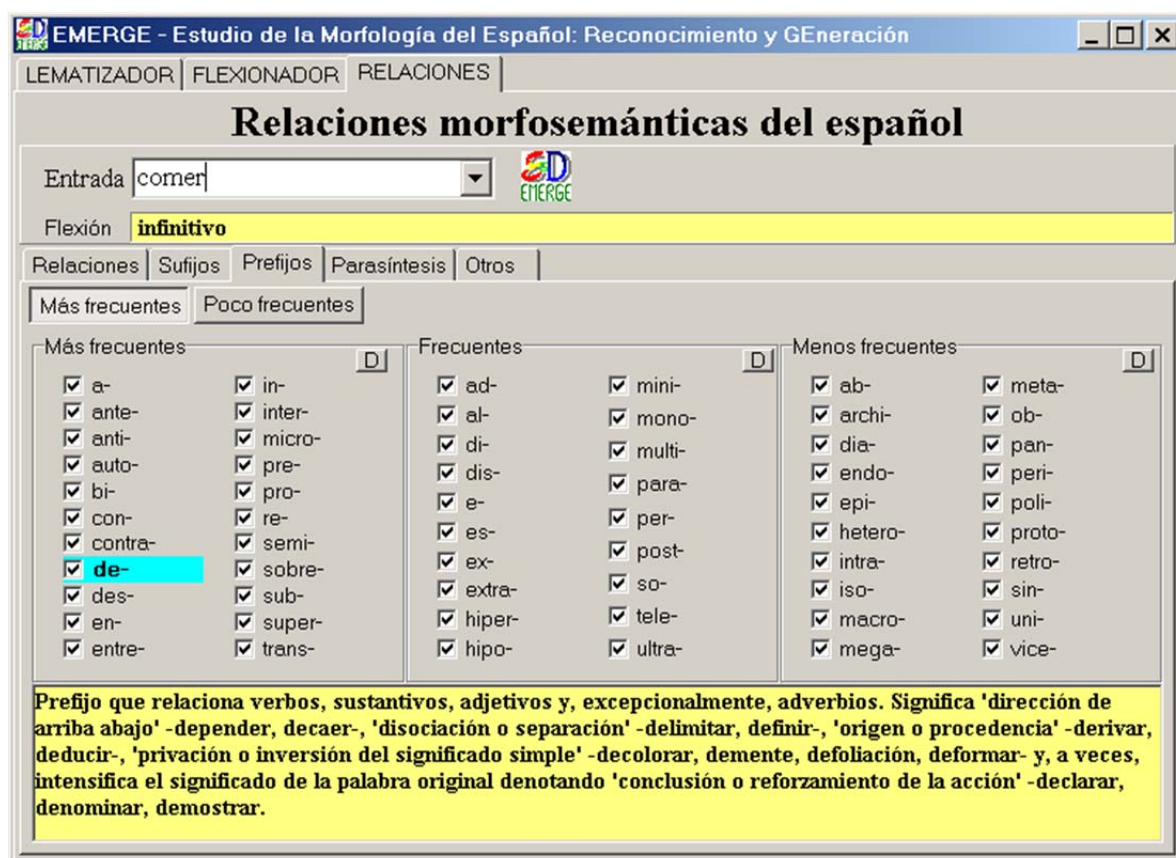 EMERGE - Estudio de la Morfología del Español: Reconocimiento y GEneración
LEMATIZADOR FLEXIONADOR RELACIONES
Relaciones morfosemánticas del español
Entrada comer
EMERGE
Flexión infinitivo
Relaciones Sufijos Prefijos Parasíntesis Otros
Más frecuentes Poco frecuentes
Más frecuentes D
a-
ante-
anti-
auto-
bi-
con-
contra-
de-
des-
en-
entre-
in-
inter-
micro-
pre-
pro-
re-
semi-
sobre-
sub-
super-
trans-
Frecuentes D
ad-
al-
di-
dis-
e-
es-
ex-
extra-
hiper-
hipo-
mini-
mono-
multi-
para-
per-
post-
so-
tele-
ultra-
Menos frecuentes D
ab-
archi-
dia-
endo-
epi-
hetero-
intra-
iso-
macro-
mega-
meta-
ob-
pan-
peri-
poli-
proto-
retro-
sin-
uni-
vice-
Prefijo que relaciona verbos, sustantivos, adjetivos y, excepcionalmente, adverbios. Significa 'dirección de
arriba abajo' -depender, decaer-, 'disociación o separación' -delimitar, definir-, 'origen o procedencia' -derivar,
deducir-, 'privación o inversión del significado simple' -decolorar, demente, defoliación, deformar- y, a veces,
intensifica el significado de la palabra original denotando 'conclusión o reforzamiento de la acción' -declarar,
denominar, demostrar.